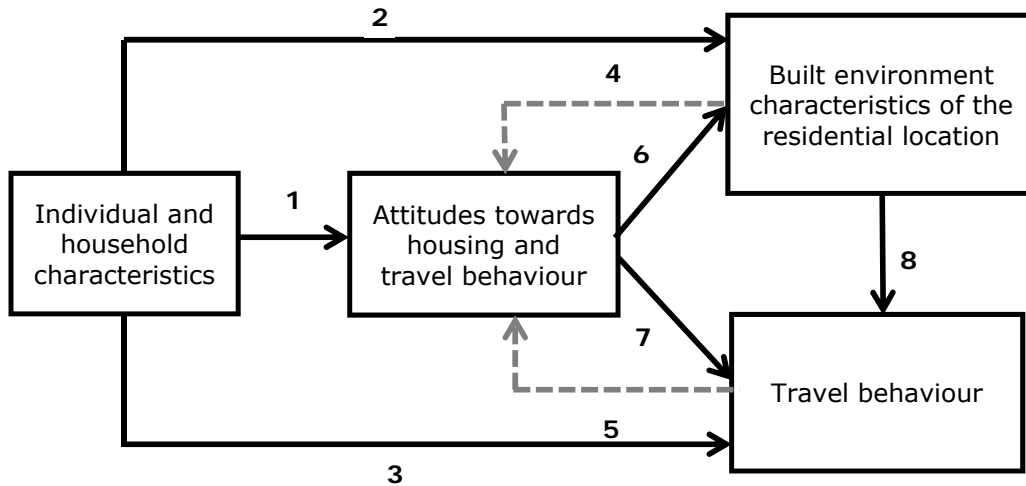 2
4
Built environment
characteristics of the
residential location
6
1
Individual and
household
characteristics
Attitudes towards
housing and
travel behaviour
8
7
Travel behaviour
5
3